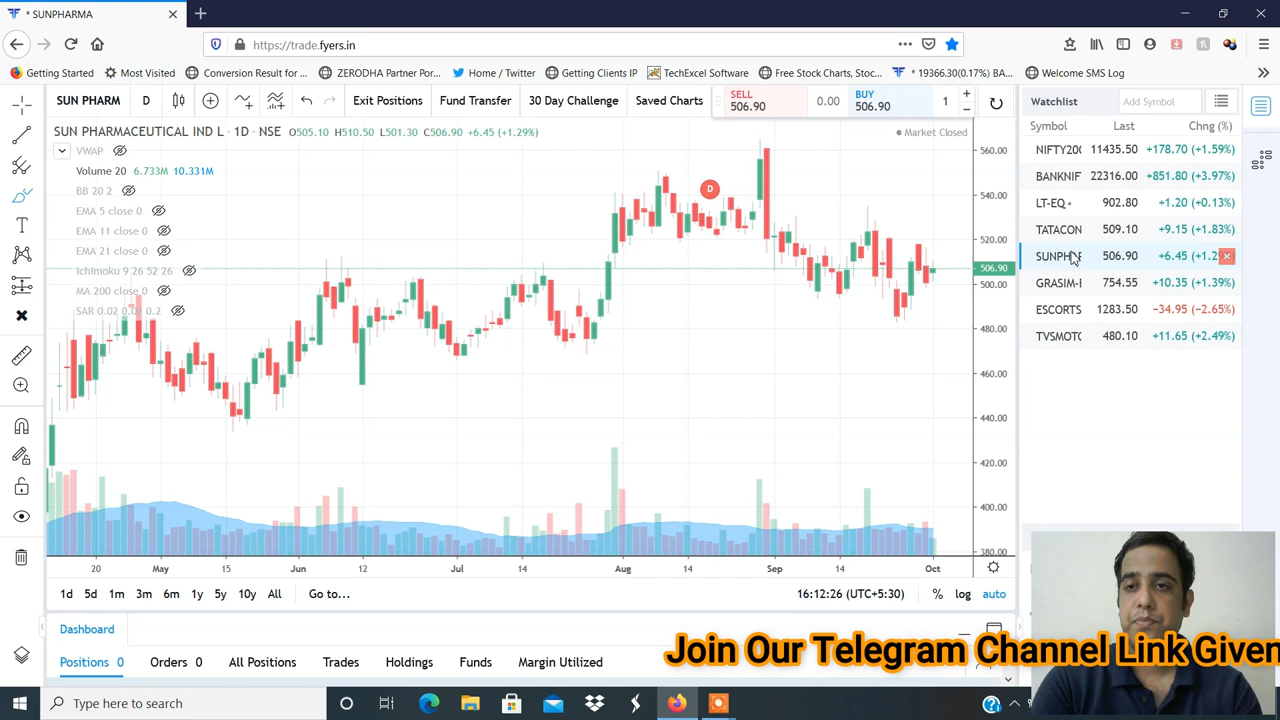 * SUNPHARMA
https://trade.fyers.in
Getting Started Most Visited Conversion Result for ... ZERODHA Partner Por... Home / Twitter Getting Clients IP TechExcel Software Free Stock Charts, Stoc... * 19366.30(0.17%) BA... Welcome SMS Log
SUN PHARM D Exit Positions Fund Transfer 30 Day Challenge Saved Charts
SELL 506.90 0.00 BUY 506.90 1
SUN PHARMACEUTICAL IND L · 1D · NSE O505.10 H510.50 L501.30 C506.90 +6.45 (+1.29%)
Market Closed
VWAP
Volume 20 6.733M 10.331M
BB 20 2
EMA 5 close 0
EMA 11 close 0
EMA 21 close 0
Ichimoku 9 26 52 26
MA 200 close 0
SAR 0.02 0.02 0.2
D
560.00
540.00
520.00
506.90
500.00
480.00
460.00
440.00
420.00
400.00
380.00
20 May 15 Jun 12 Jul 14 Aug 14 Sep 14 Oct
1d 5d 1m 3m 6m 1y 5y 10y All Go to... 16:12:26 (UTC+5:30) % log auto
Watchlist Add Symbol
Symbol Last Chng (%)
NIFTY200 11435.50 +178.70 (+1.59%)
BANKNIF 22316.00 +851.80 (+3.97%)
LT-EQ 902.80 +1.20 (+0.13%)
TATACON 509.10 +9.15 (+1.83%)
SUNPH 506.90 +6.45 (+1.2
GRASIM-E 754.55 +10.35 (+1.39%)
ESCORTS 1283.50 −34.95 (−2.65%)
TVSMOTO 480.10 +11.65 (+2.49%)
Dashboard
Positions 0 Orders 0 All Positions Trades Holdings Funds Margin Utilized
Join Our Telegram Channel Link Given
Type here to search